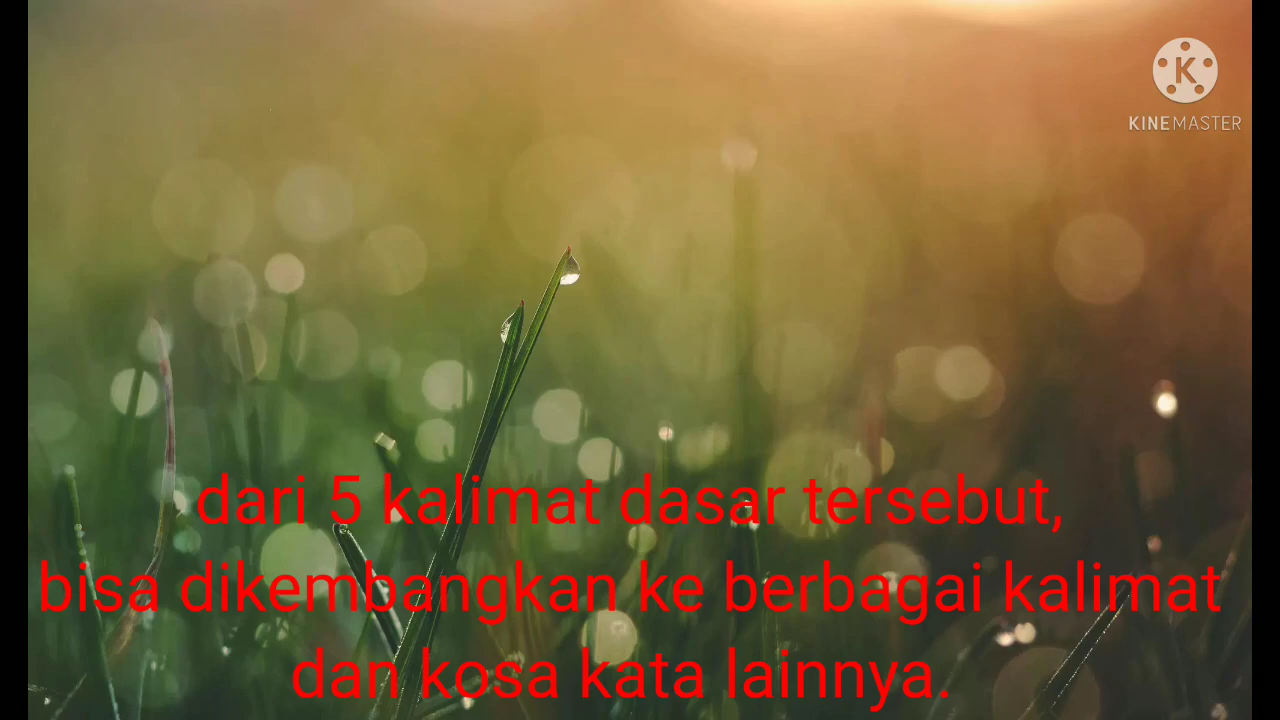 K
KINEMASTER
dari 5 kalimat dasar tersebut,
bisa dikembangkan ke berbagai kalimat
dan kosa kata lainnya.